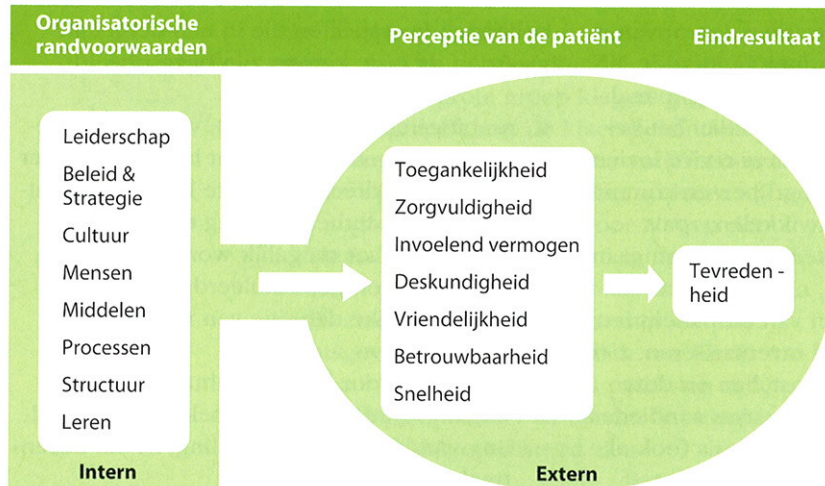 Organisatorische
randvoorwaarden
Perceptie van de patiënt
Eindresultaat
Leiderschap
Beleid &
Strategie
Cultuur
Mensen
Middelen
Processen
Structuur
Leren
Intern
Toegankelijkheid
Zorgvuldigheid
Invoelend vermogen
Deskundigheid
Vriendelijkheid
Betrouwbaarheid
Snelheid
Extern
Tevreden -
heid